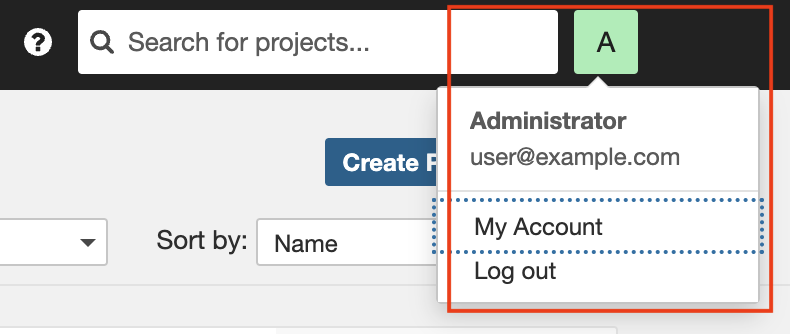 ? Search for projects... A
Administrator
user@example.com
Create P
Sort by: Name
My Account
Log out